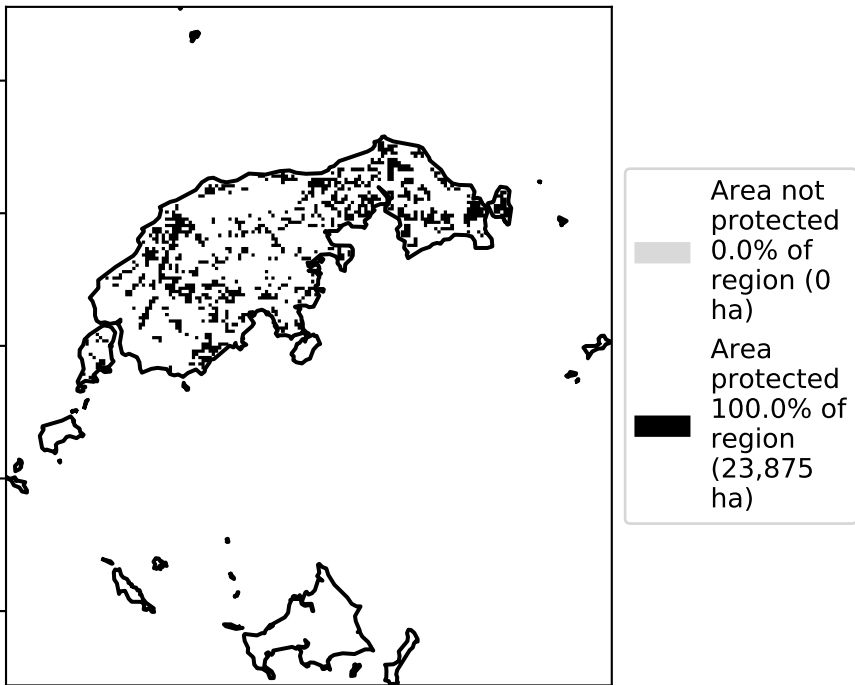 Area not
protected
0.0% of
region (0
ha)
Area
protected
100.0% of
region
(23,875
ha)